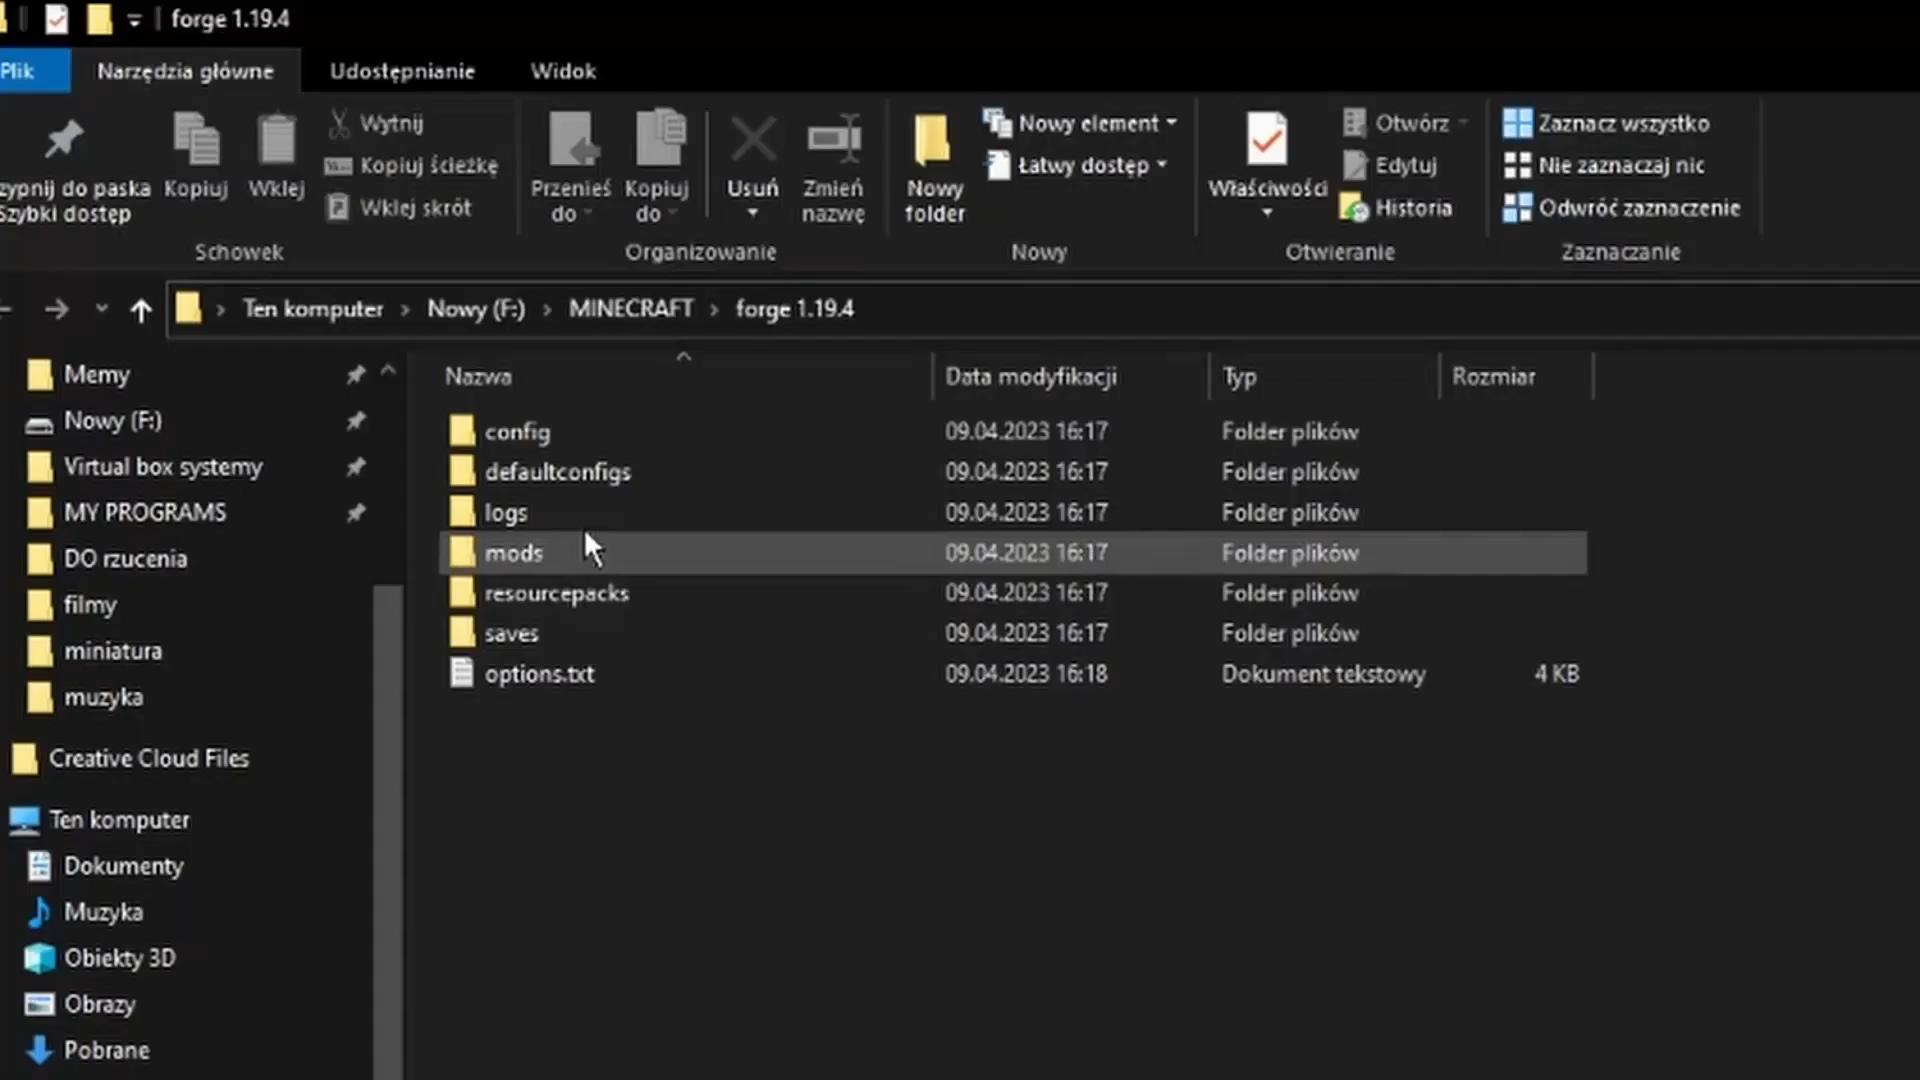 forge 1.19.4
Plik Narzędzia główne Udostępnianie Widok
Wytnij
Kopiuj ścieżkę
Wklej skrót
do paska
Szybki dostęp
Kopiuj
Wklej
Schowek
Przenieś
do
Kopiuj
do
Usuń
Zmień
nazwę
Organizowanie
Nowy
folder
Nowy element
Łatwy dostęp
Nowy
Właściwości
Otwórz
Edytuj
Historia
Otwieranie
Zaznacz wszystko
Nie zaznaczaj nic
Odwróć zaznaczenie
Zaznaczanie
Ten komputer › Nowy (F:) › MINECRAFT › forge 1.19.4
Memy
Nowy (F:)
Virtual box systemy
MY PROGRAMS
DO rzucenia
filmy
miniatura
muzyka
Creative Cloud Files
Ten komputer
Dokumenty
Muzyka
Obiekty 3D
Obrazy
Pobrane
Nazwa Data modyfikacji Typ Rozmiar
config 09.04.2023 16:17 Folder plików
defaultconfigs 09.04.2023 16:17 Folder plików
logs 09.04.2023 16:17 Folder plików
mods 09.04.2023 16:17 Folder plików
resourcepacks 09.04.2023 16:17 Folder plików
saves 09.04.2023 16:17 Folder plików
options.txt 09.04.2023 16:18 Dokument tekstowy 4 KB